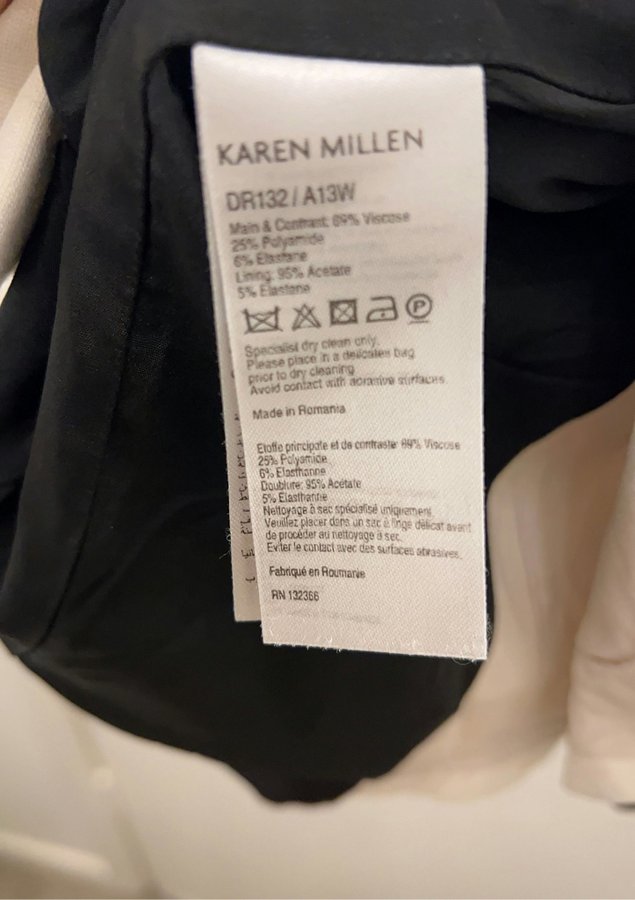 KAREN MILLEN
DR132 / A13W
Main & Contrast: 69% Viscose
25% Polyamide
6% Elastane
Lining: 95% Acetate
5% Elastane
P
Specialist dry clean only.
Please place in a delicates bag
prior to dry cleaning
Avoid contact with abrasive surfaces.
Made in Romania
Etoffe principale et de contraste: 69% Viscose
25% Polyamide
6% Elasthanne
Doublure: 95% Acétate
5% Elasthanne
Nettoyage à sec spécialisé uniquement.
Veuillez placer dans un sac à linge délicat avant
de procéder au nettoyage à sec.
Eviter le contact avec des surfaces abrasives.
Fabriqué en Roumanie
RN 132366